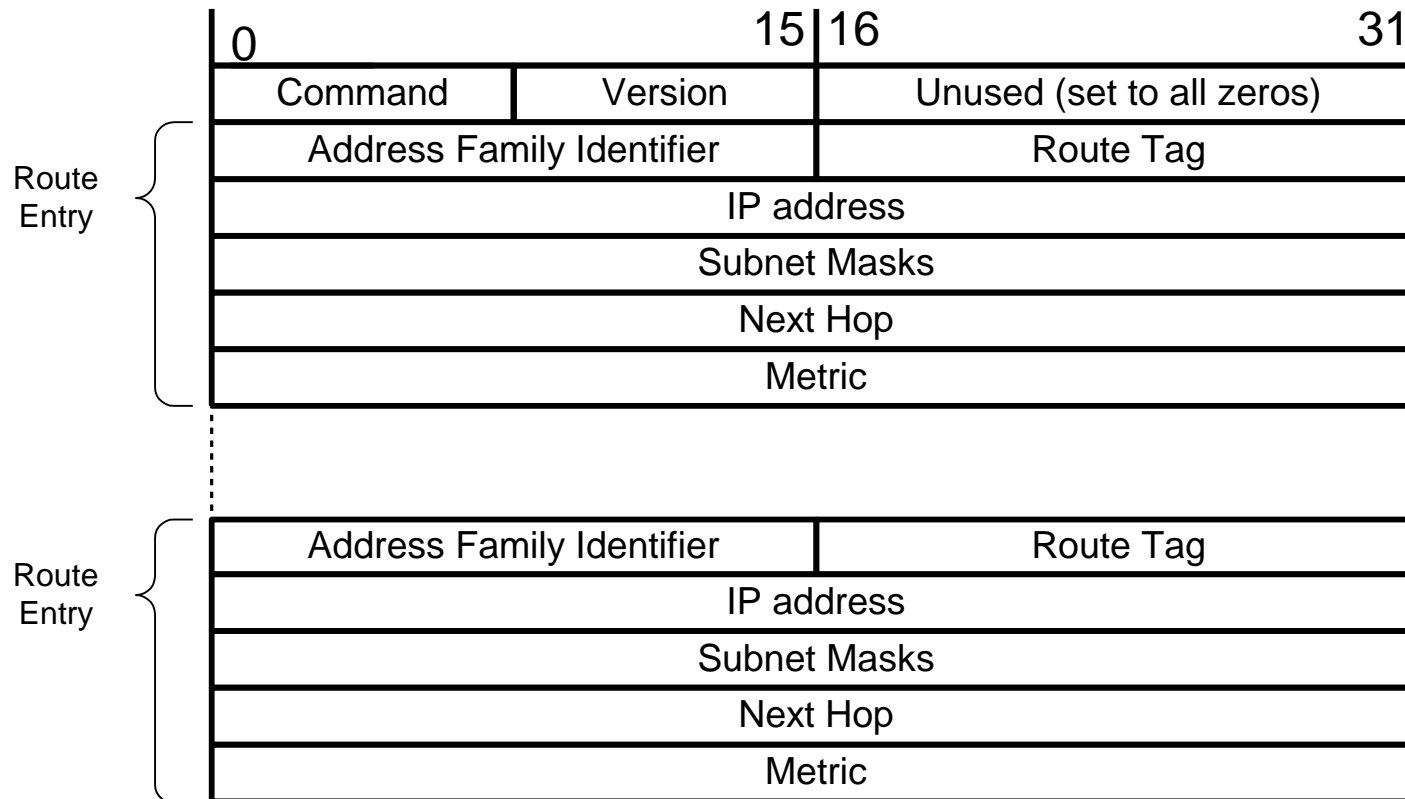 0 15 16 31
Command Version Unused (set to all zeros)
Address Family Identifier Route Tag
Route
Entry
IP address
Subnet Masks
Next Hop
Metric
Address Family Identifier Route Tag
Route
Entry
IP address
Subnet Masks
Next Hop
Metric